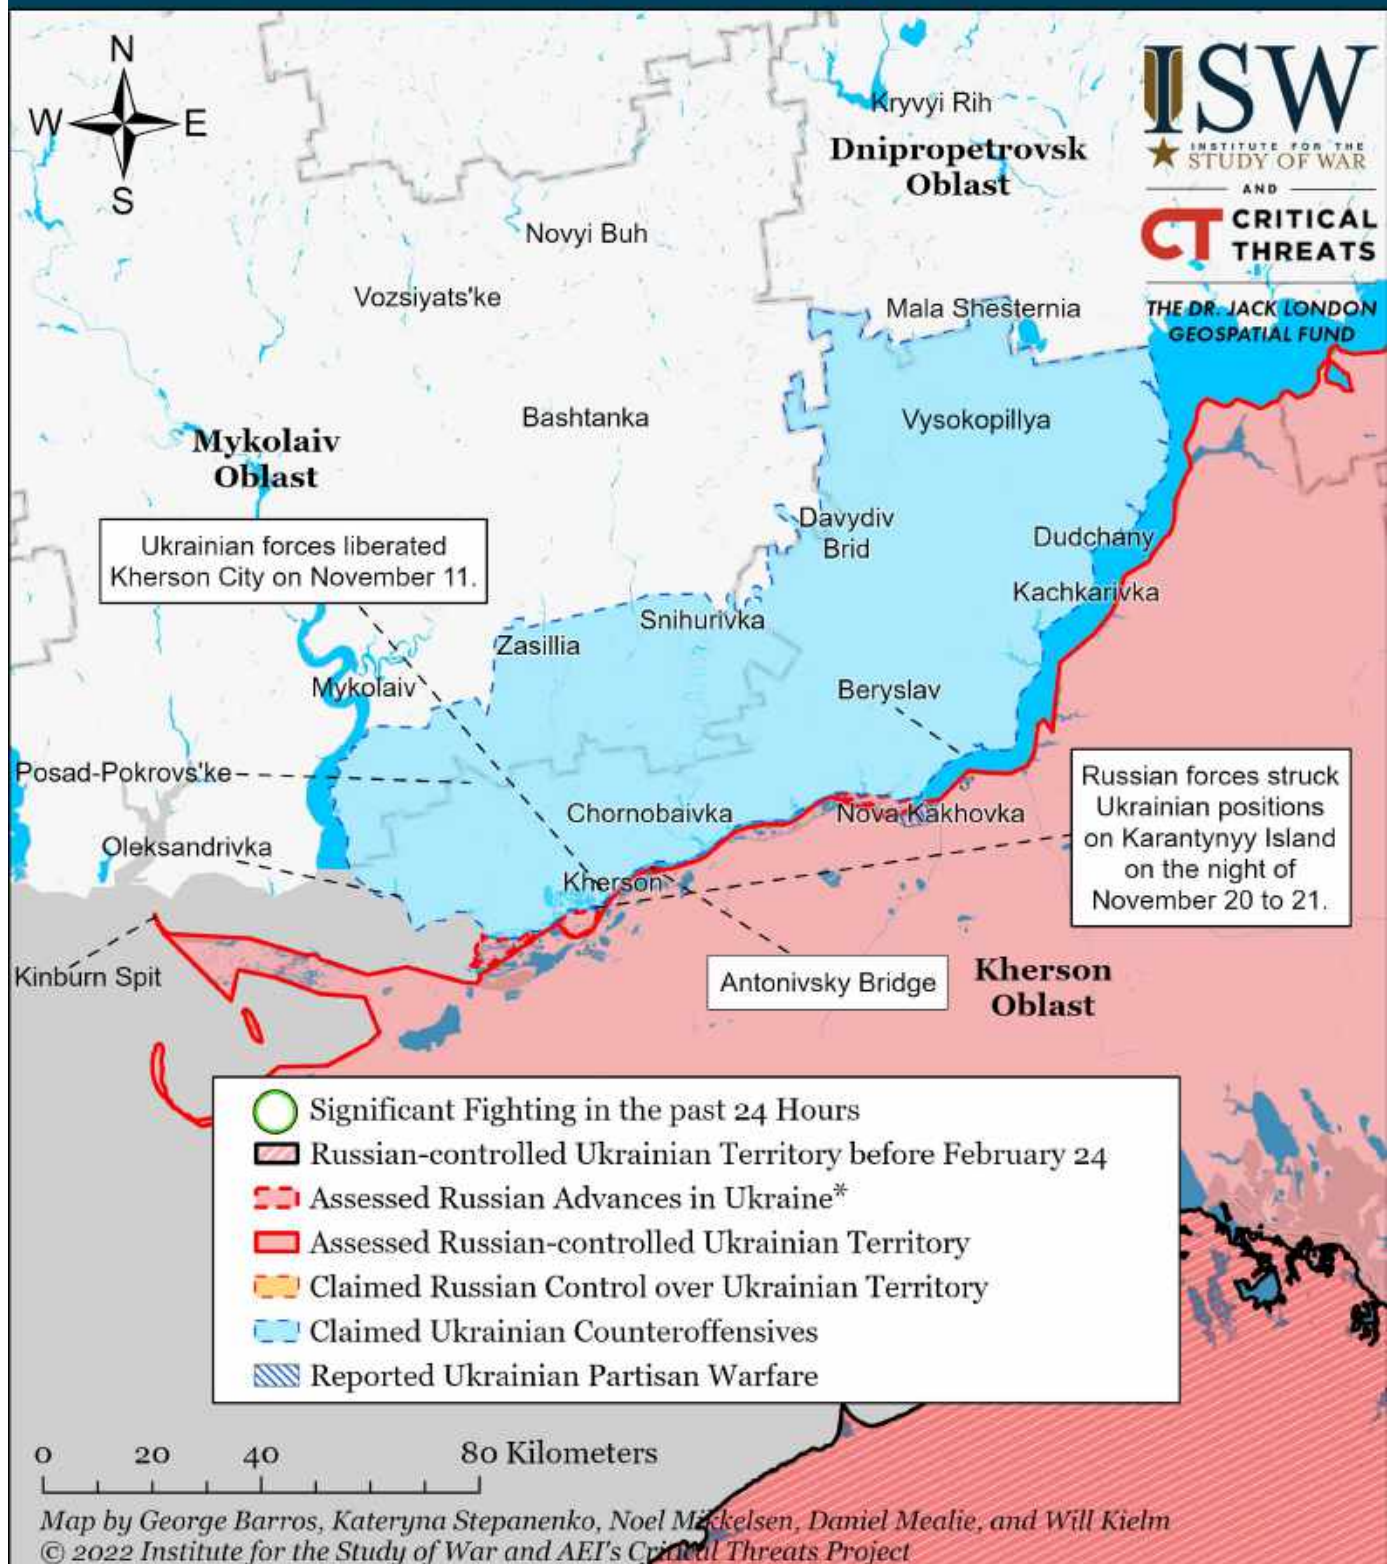 N
W
E
S
Kryvyi Rih
Dnipropetrovsk
Oblast
ISW
INSTITUTE FOR THE
STUDY OF WAR
AND
CT CRITICAL
THREATS
THE DR. JACK LONDON
GEOSPATIAL FUND
Novyi Buh
Vozsiyats'ke
Mala Shesternia
Bashtanka
Vysokopillya
Mykolaiv
Oblast
Davydiv
Brid
Dudchany
Ukrainian forces liberated
Kherson City on November 11.
Kachkarivka
Snihurivka
Zasillia
Mykolaiv
Beryslav
Posad-Pokrovs'ke
Russian forces struck
Ukrainian positions
on Karantynyy Island
on the night of
November 20 to 21.
Chornobaivka
Nova Kakhovka
Oleksandrivka
Kherson
Kinburn Spit
Antonivsky Bridge
Kherson
Oblast
Significant Fighting in the past 24 Hours
Russian-controlled Ukrainian Territory before February 24
Assessed Russian Advances in Ukraine*
Assessed Russian-controlled Ukrainian Territory
Claimed Russian Control over Ukrainian Territory
Claimed Ukrainian Counteroffensives
Reported Ukrainian Partisan Warfare
0 20 40 80 Kilometers
Map by George Barros, Kateryna Stepanenko, Noel Mikkelsen, Daniel Mealie, and Will Kielm
© 2022 Institute for the Study of War and AEI's Critical Threats Project